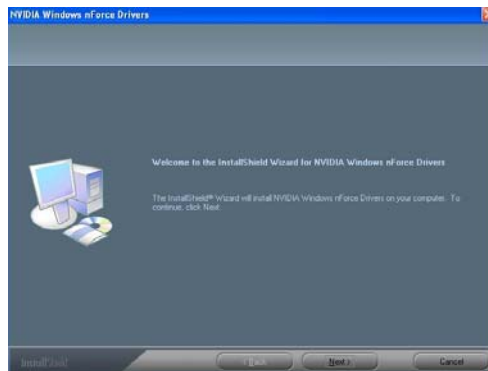 NVIDIA Windows nForce Drivers
Welcome to the InstallShield Wizard for NVIDIA Windows nForce Drivers
The InstallShield® Wizard will install NVIDIA Windows nForce Drivers on your computer. To
continue, click Next.
InstallShield
< Back
Next >
Cancel